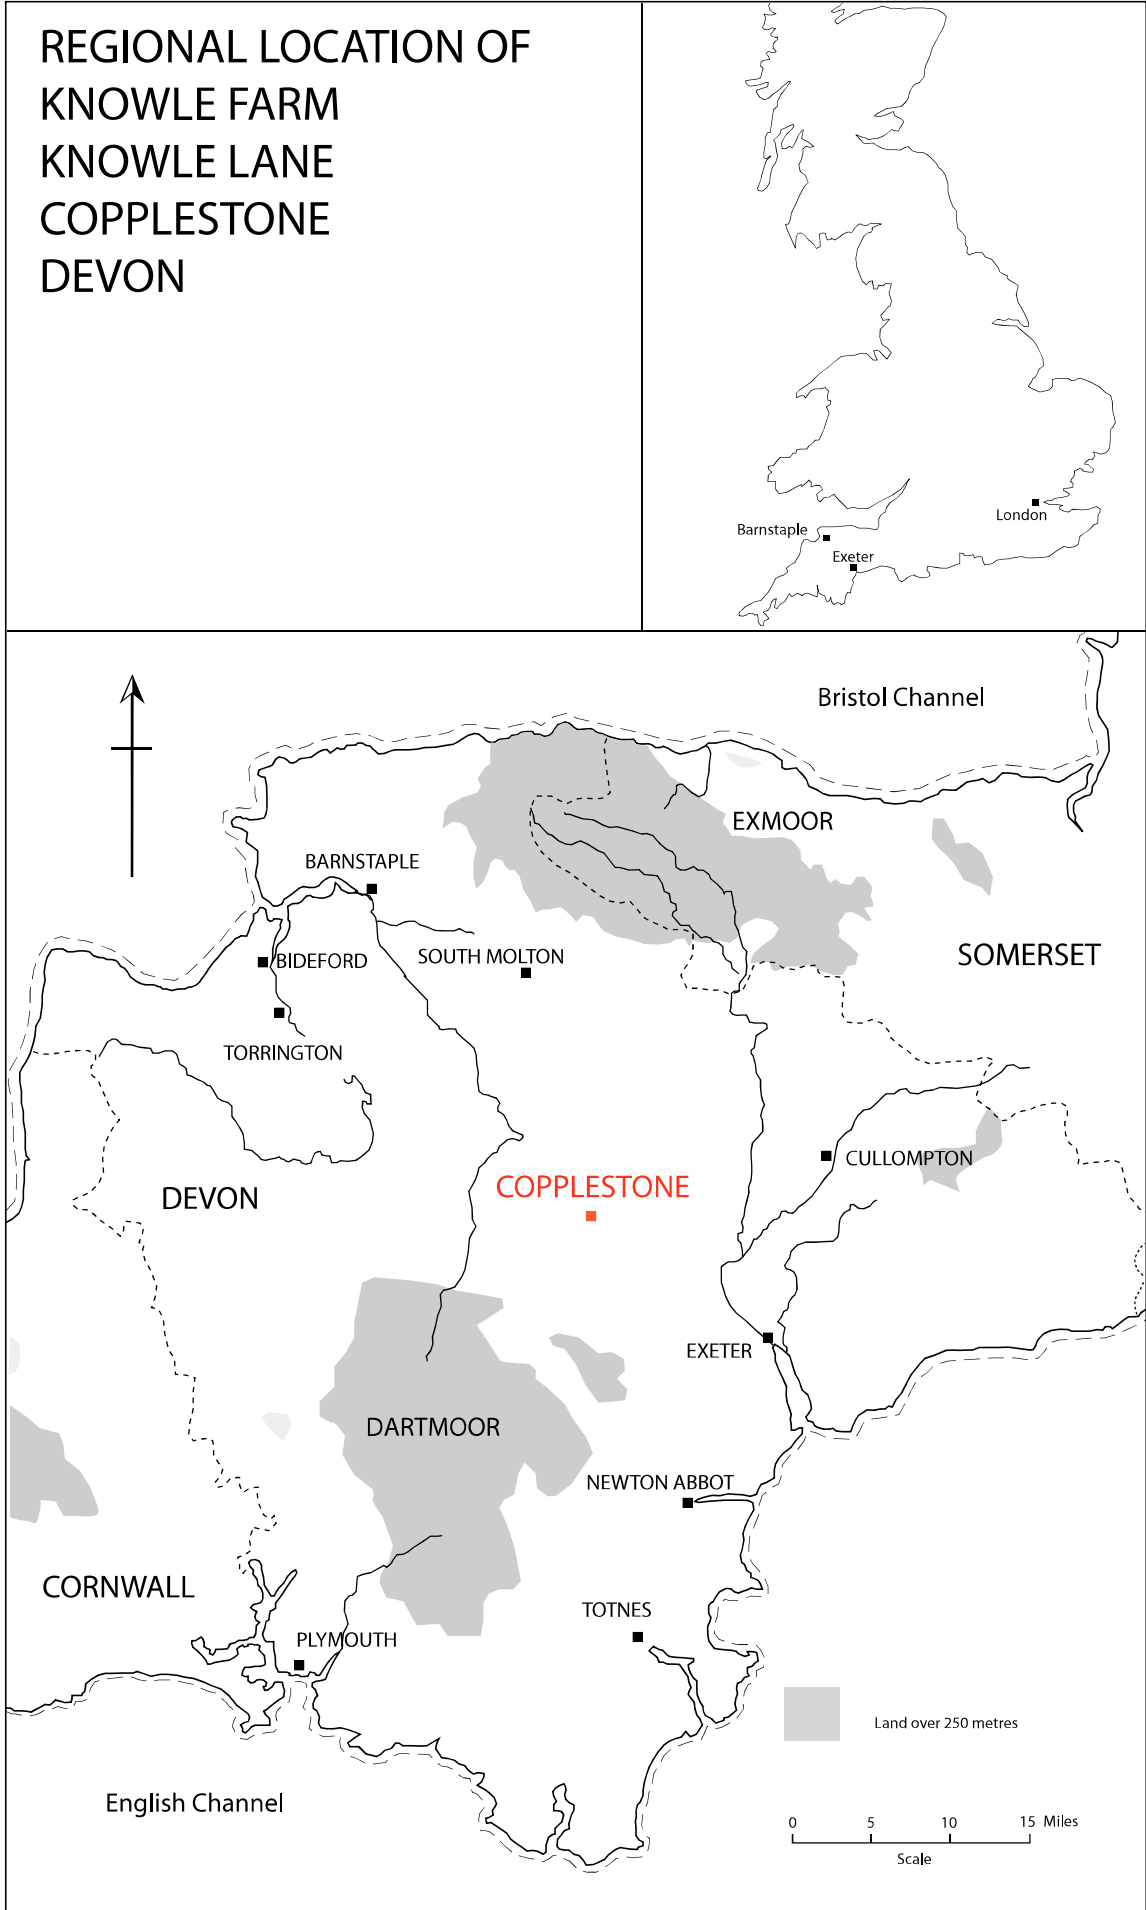 REGIONAL LOCATION OF
KNOWLE FARM
KNOWLE LANE
COPPLESTONE
DEVON
London
Barnstaple
Exeter
Bristol Channel
EXMOOR
BARNSTAPLE
SOMERSET
SOUTH MOLTON
BIDEFORD
TORRINGTON
CULLOMPTON
COPPLESTONE
DEVON
EXETER
DARTMOOR
NEWTON ABBOT
CORNWALL
TOTNES
PLYMOUTH
Land over 250 metres
English Channel
0 5 10 15 Miles
Scale